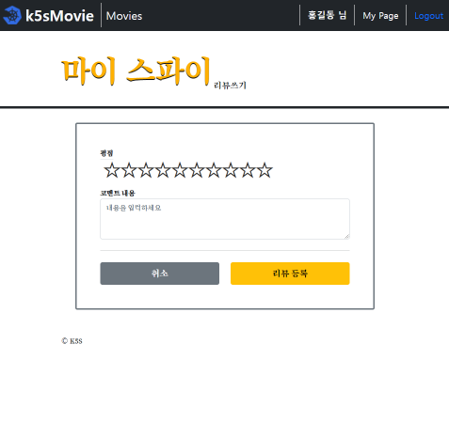 k5sMovie Movies 홍길동 님 My Page Logout
마이 스파이 리뷰쓰기
평점
☆☆☆☆☆☆☆☆☆☆
코멘트 내용
내용을 입력하세요
취소 리뷰 등록
© K5S